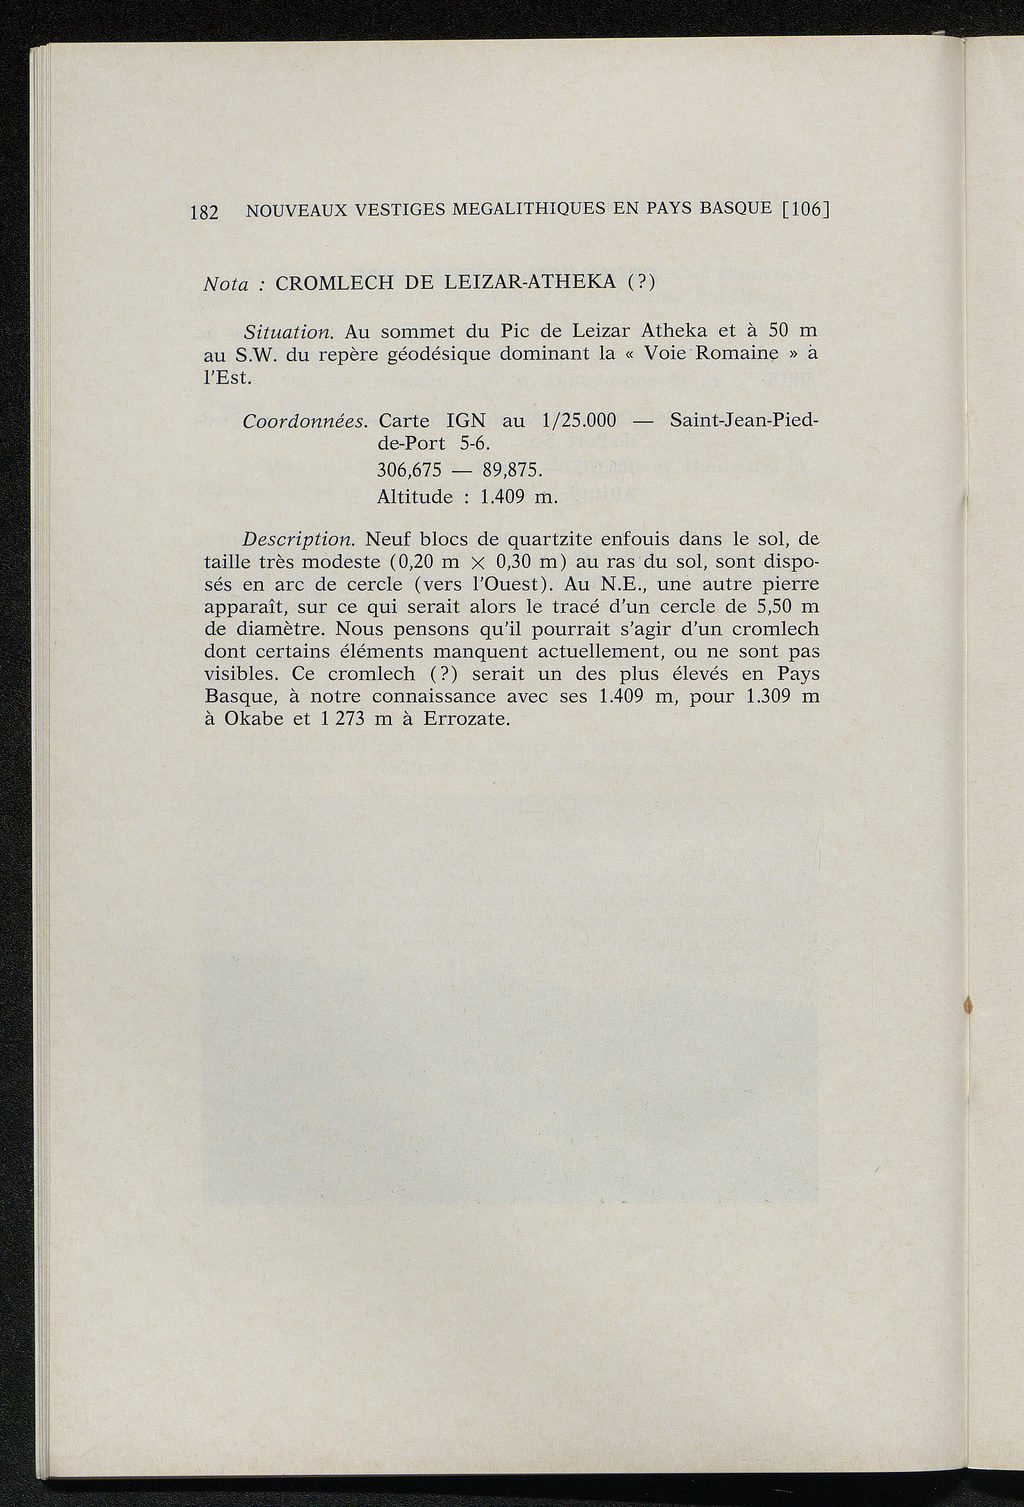 182 NOUVEAUX VESTIGES MEGALITHIQUES EN PAYS BASQUE [106]
Nota : CROMLECH DE LEIZAR-ATHEKA (?)
Situation. Au sommet du Pic de Leizar Atheka et à 50 m
au S.W. du repère géodésique dominant la « Voie Romaine » à
l'Est.
Coordonnées. Carte IGN au 1/25.000 — Saint-Jean-Pied-
de-Port 5-6.
306,675 — 89,875.
Altitude : 1.409 m.
Description. Neuf blocs de quartzite enfouis dans le sol, de
taille très modeste (0,20 m × 0,30 m) au ras du sol, sont dispo-
sés en arc de cercle (vers l'Ouest). Au N.E., une autre pierre
apparaît, sur ce qui serait alors le tracé d'un cercle de 5,50 m
de diamètre. Nous pensons qu'il pourrait s'agir d'un cromlech
dont certains éléments manquent actuellement, ou ne sont pas
visibles. Ce cromlech (?) serait un des plus élevés en Pays
Basque, à notre connaissance avec ses 1.409 m, pour 1.309 m
à Okabe et 1 273 m à Errozate.